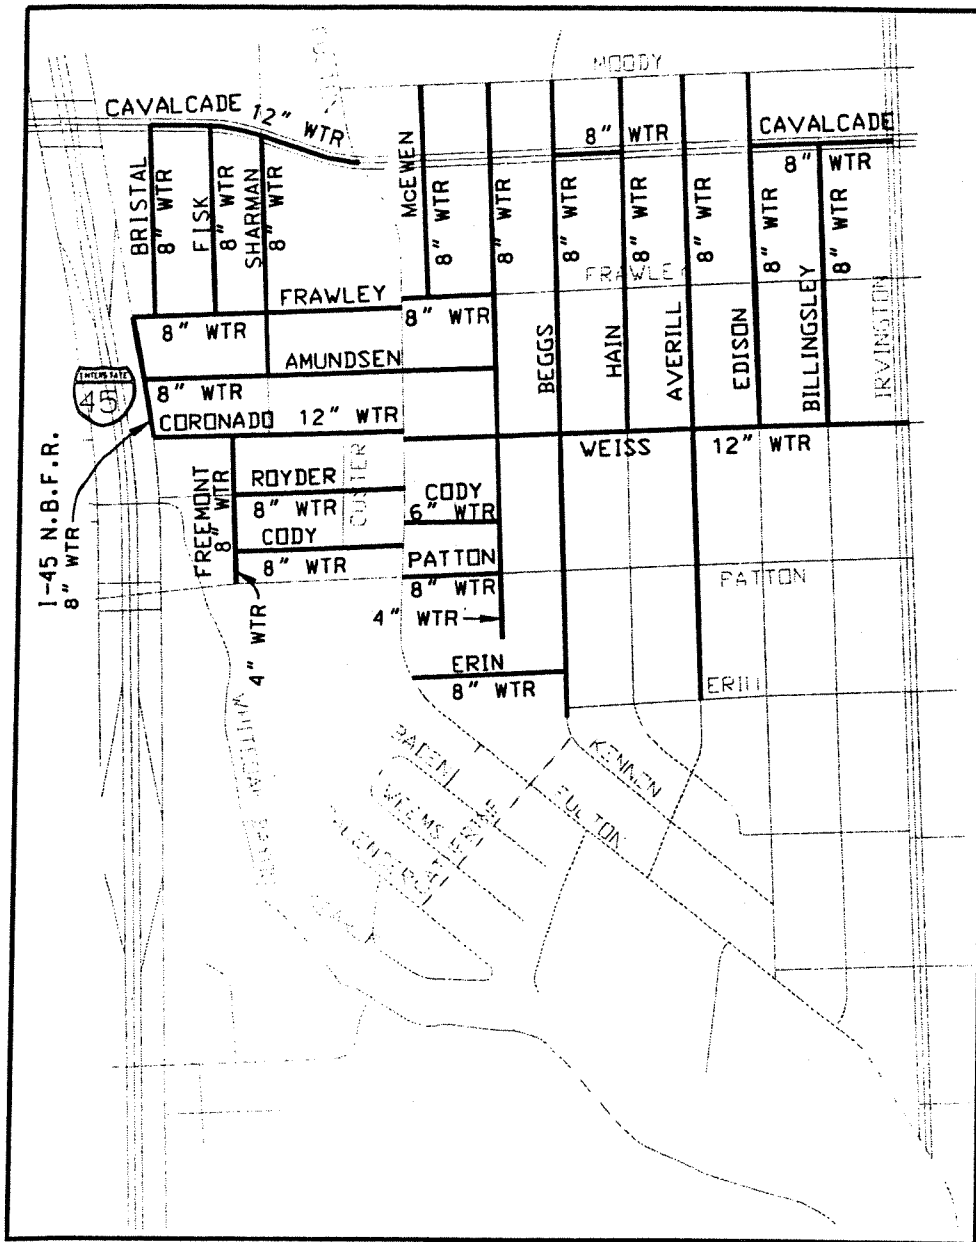 MOODY
CAVALCADE
12" WTR
8" WTR
CAVALCADE
8" WTR
BRISTAL
8" WTR
FISK
8" WTR
SHARMAN
8" WTR
McEWEN
8" WTR
8" WTR
8" WTR
8" WTR
8" WTR
8" WTR
8" WTR
FRAWLEY
FRAWLEY
8" WTR
8" WTR
BEGGS
HAIN
AVERILL
EDISON
BILLINGSLEY
IRVINGTON
AMUNDSEN
INTERSTATE
45
8" WTR
CORONADO
12" WTR
WEISS
12" WTR
I-45 N.B.F.R.
8" WTR
FREEMONT
8" WTR
ROYDER
8" WTR
CUSTER
CODY
6" WTR
CODY
8" WTR
PATTON
8" WTR
PATTON
4" WTR
4" WTR
ERIN
8" WTR
ERIN
BADEN
KENNEN
FULTON
WEEMS